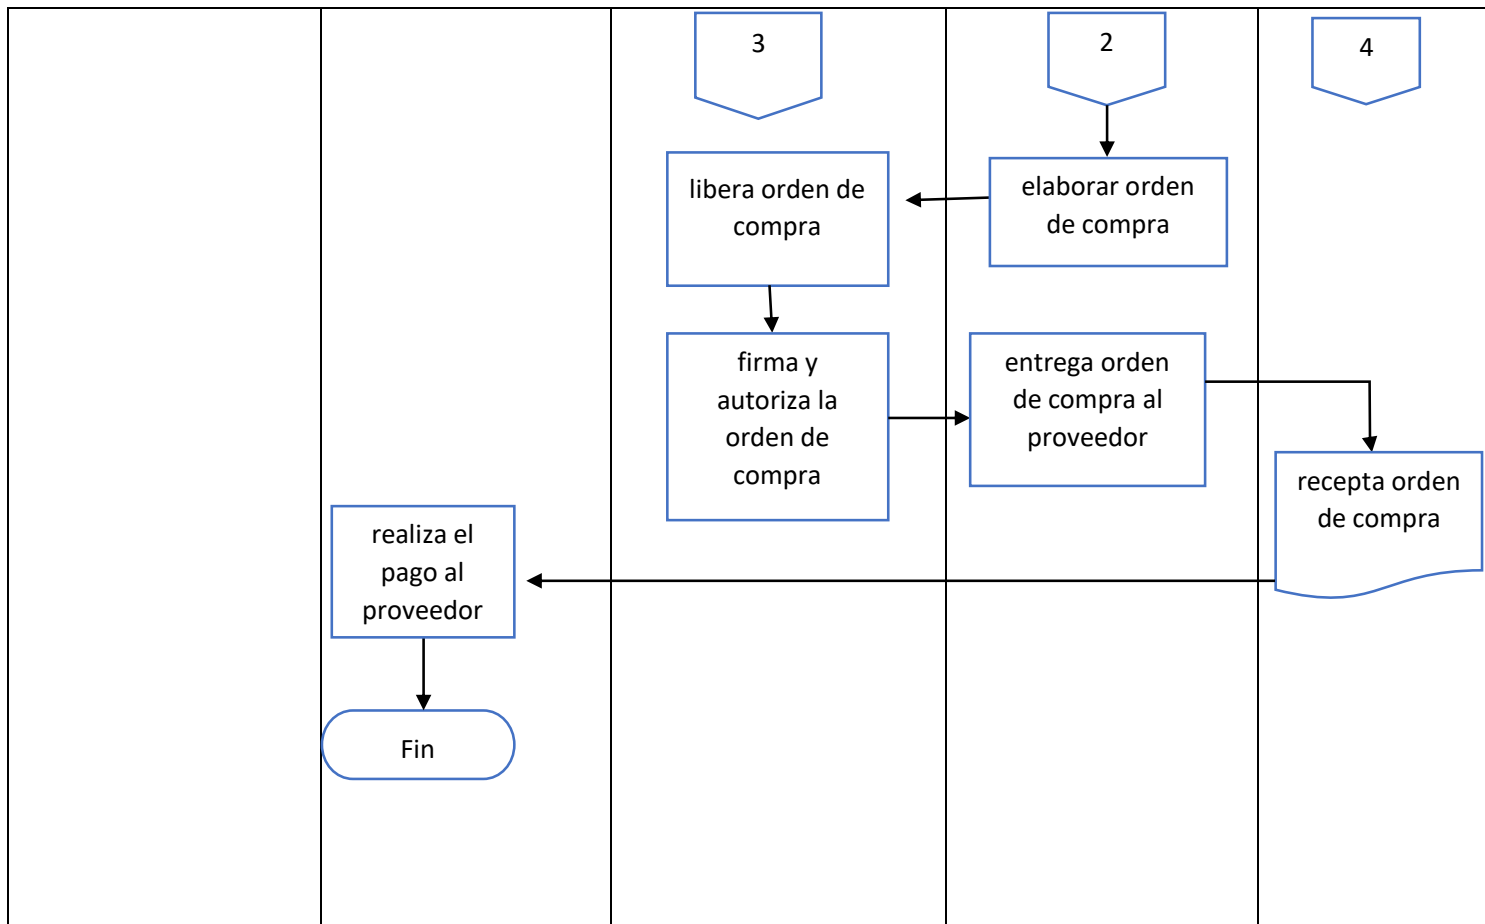 3
2
4
libera orden de
compra
elaborar orden
de compra
firma y
autoriza la
orden de
compra
entrega orden
de compra al
proveedor
recepta orden
de compra
realiza el
pago al
proveedor
Fin